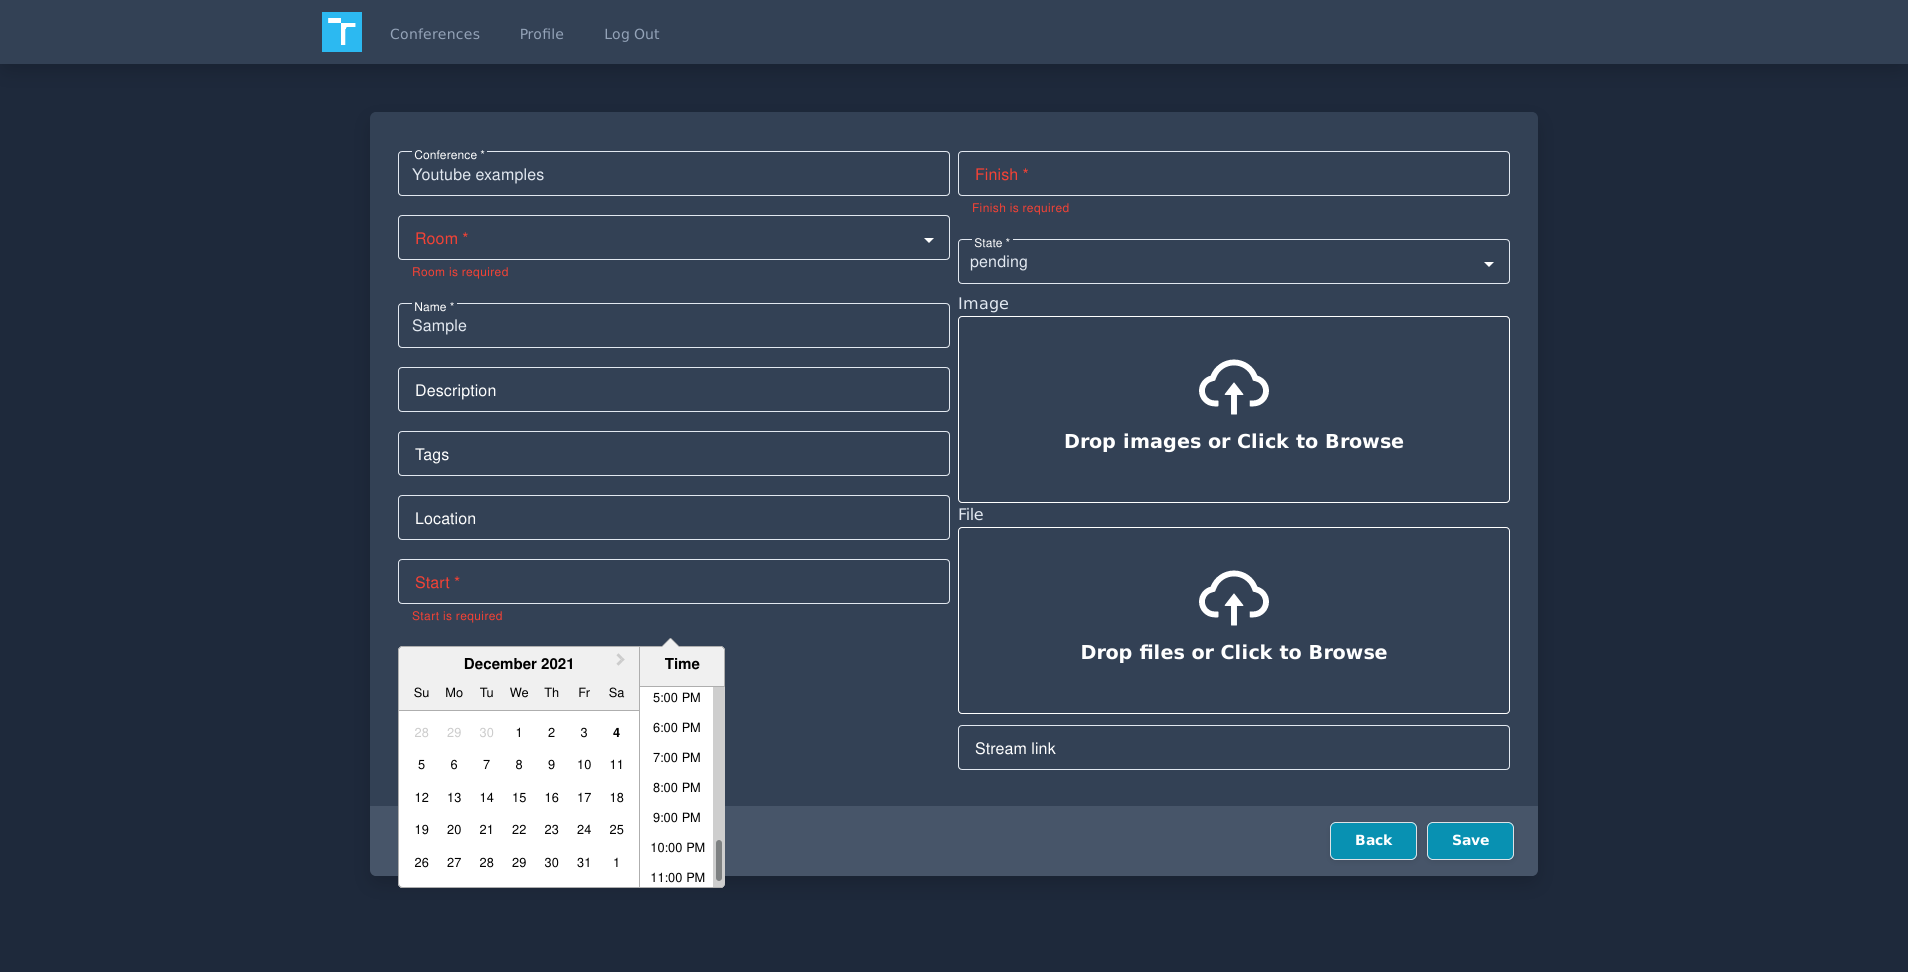 Conferences
Profile
Log Out
Conference *
Youtube examples
Room *
Room is required
Name *
Sample
Description
Tags
Location
Start *
Start is required
December 2021
Su Mo Tu We Th Fr Sa
28 29 30 1 2 3 4
5 6 7 8 9 10 11
12 13 14 15 16 17 18
19 20 21 22 23 24 25
26 27 28 29 30 31 1
Time
5:00 PM
6:00 PM
7:00 PM
8:00 PM
9:00 PM
10:00 PM
11:00 PM
Finish *
Finish is required
State *
pending
Image
Drop images or Click to Browse
File
Drop files or Click to Browse
Stream link
Back
Save